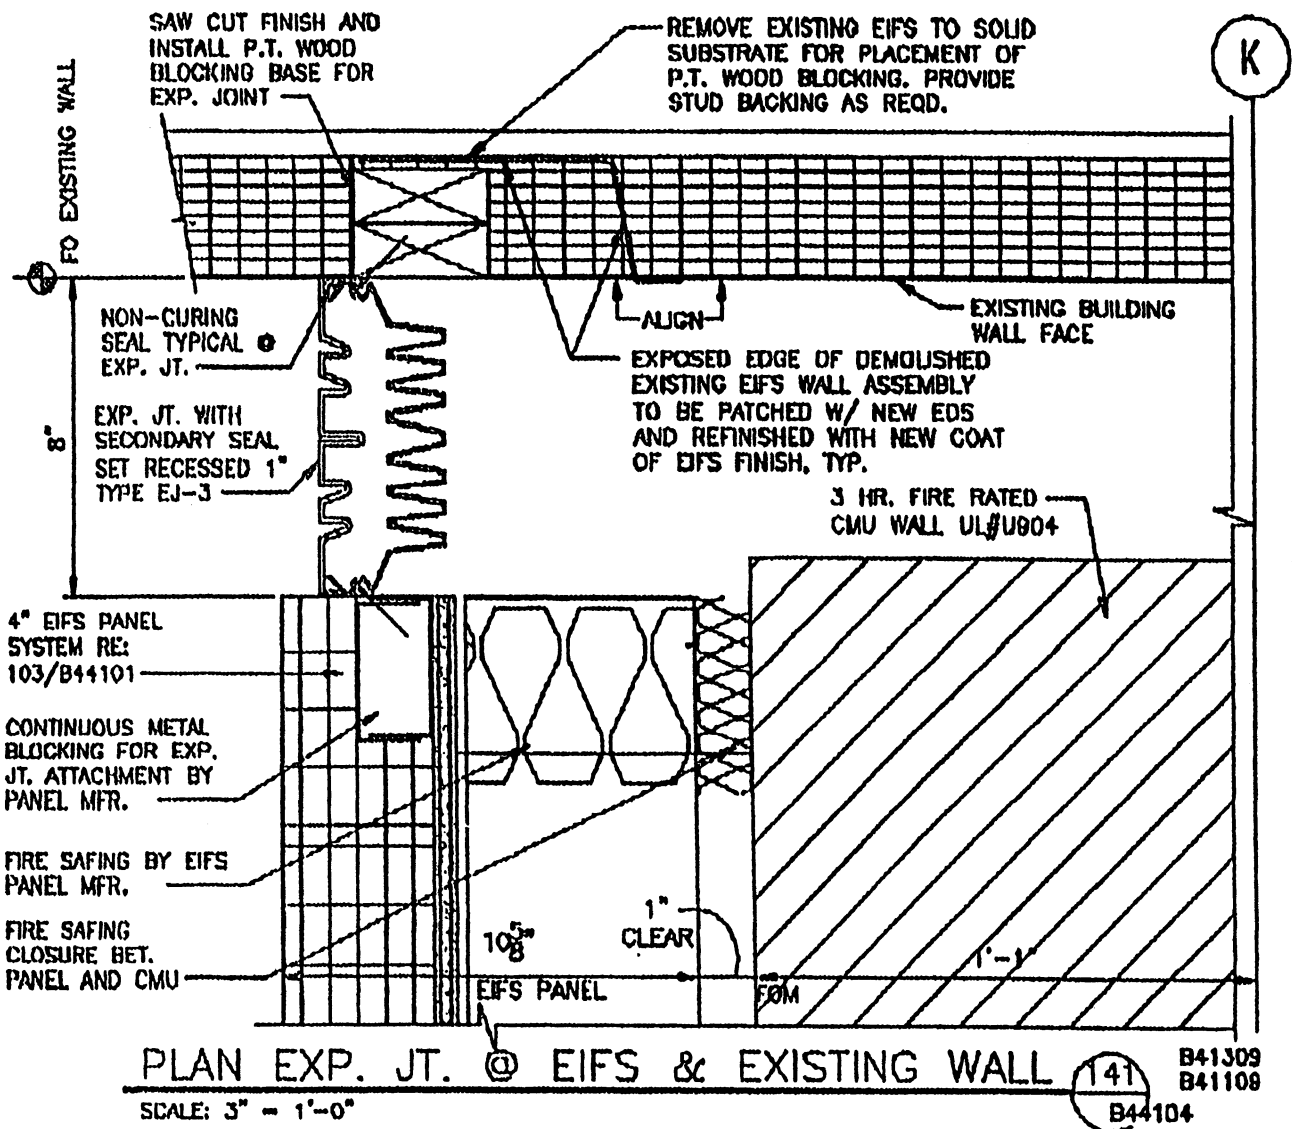 SAW CUT FINISH AND
INSTALL P.T. WOOD
BLOCKING BASE FOR
EXP. JOINT
REMOVE EXISTING EIFS TO SOLID
SUBSTRATE FOR PLACEMENT OF
P.T. WOOD BLOCKING. PROVIDE
STUD BACKING AS REQD.
K
FO EXISTING WALL
NON-CURING
SEAL TYPICAL @
EXP. JT.
ALIGN
EXISTING BUILDING
WALL FACE
EXPOSED EDGE OF DEMOLISHED
EXISTING EIFS WALL ASSEMBLY
TO BE PATCHED W/ NEW EDS
AND REFINISHED WITH NEW COAT
OF EIFS FINISH, TYP.
8"
EXP. JT. WITH
SECONDARY SEAL
SET RECESSED 1"
TYPE EJ-3
3 HR. FIRE RATED
CMU WALL UL#U904
4" EIFS PANEL
SYSTEM RE:
103/B44101
CONTINUOUS METAL
BLOCKING FOR EXP.
JT. ATTACHMENT BY
PANEL MFR.
FIRE SAFING BY EIFS
PANEL MFR.
FIRE SAFING
CLOSURE BET.
PANEL AND CMU
10 5/8"
EIFS PANEL
1"
CLEAR
FOM
1'-1"
PLAN EXP. JT. @ EIFS & EXISTING WALL
SCALE: 3" = 1'-0"
141
B44104
B41309
B41109